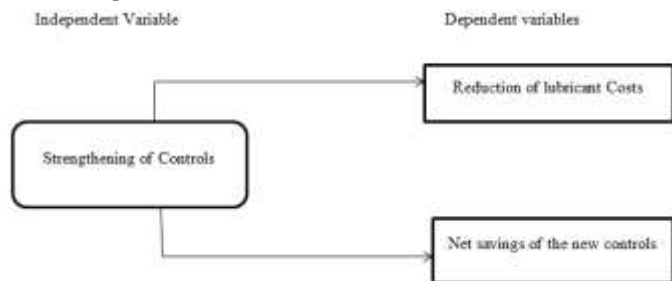 Independent Variable
Dependent variables
Reduction of lubricant Costs
Strengthening of Controls
Net savings of the new controls